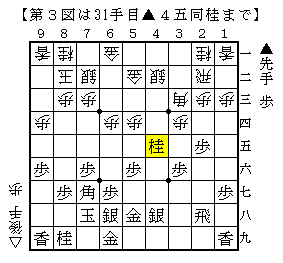 【第３図は31手目▲４五同桂まで】
9 8 7 6 5 4 3 2 1
香 桂 金 桂 香 一
玉 銀 金 銀 飛 二
歩 歩 角 歩 歩 三
歩 歩 歩 歩 四
桂 歩 五
歩 歩 歩 歩 六
歩 角 歩 歩 七
玉 銀 金 銀 飛 八
香 桂 金 香 九
▲先手 歩
△後手 歩